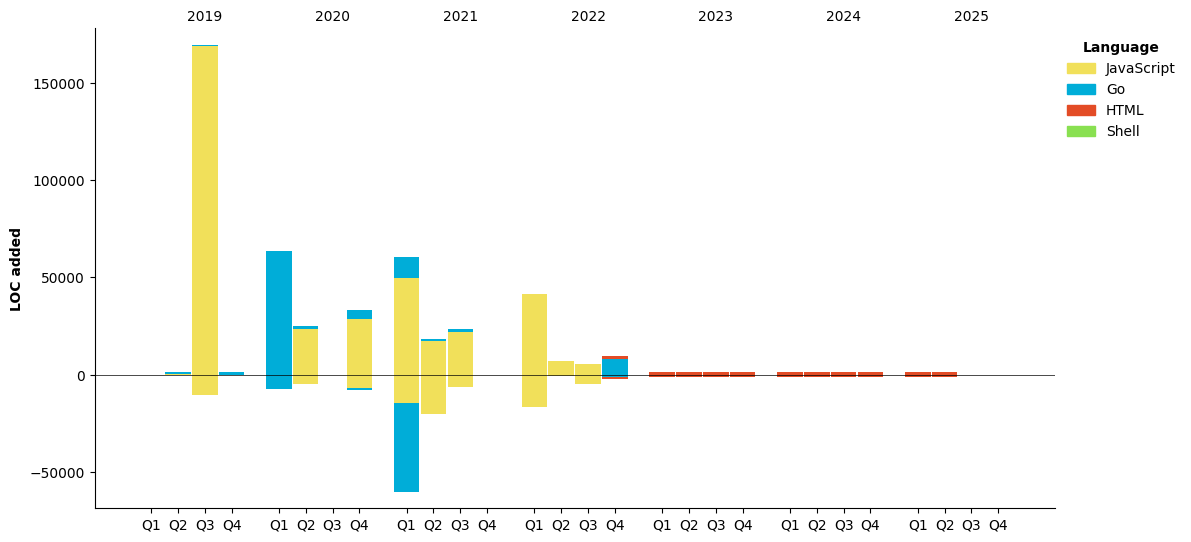 2019 2020 2021 2022 2023 2024 2025
Language
JavaScript
Go
HTML
Shell
LOC added
150000
100000
50000
0
−50000
Q1 Q2 Q3 Q4 Q1 Q2 Q3 Q4 Q1 Q2 Q3 Q4 Q1 Q2 Q3 Q4 Q1 Q2 Q3 Q4 Q1 Q2 Q3 Q4 Q1 Q2 Q3 Q4